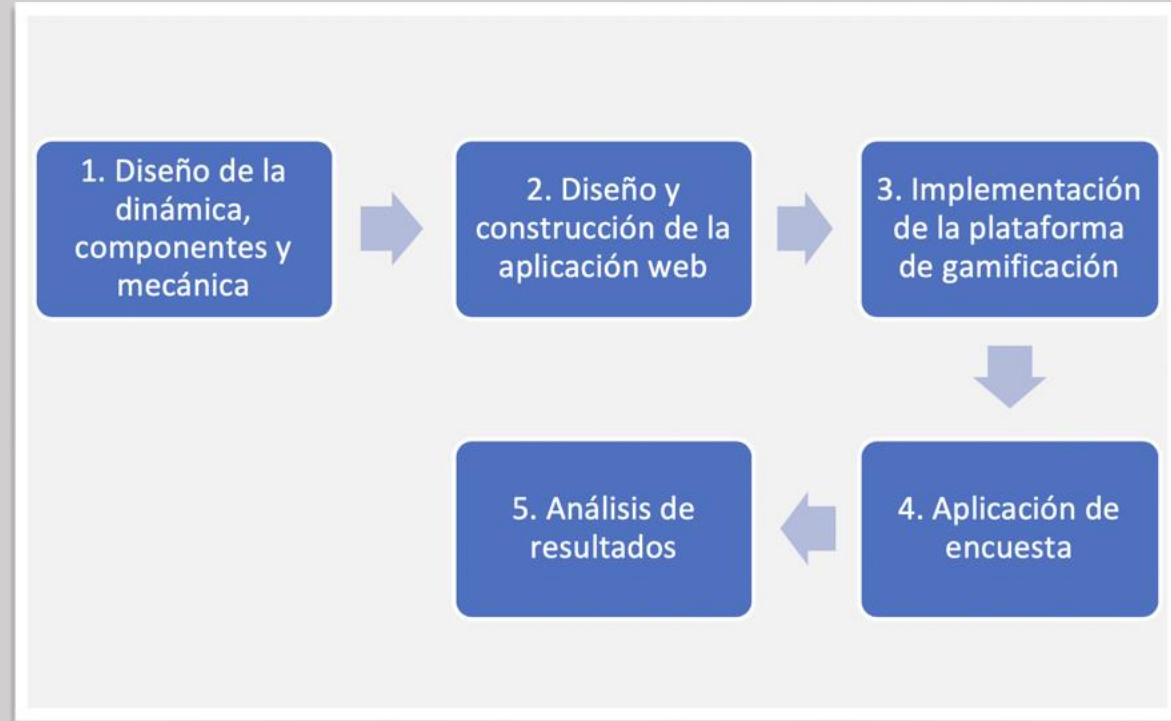 1. Diseño de la
dinámica,
componentes y
mecánica
2. Diseño y
construcción de la
aplicación web
3. Implementación
de la plataforma
de gamificación
4. Aplicación de
encuesta
5. Análisis de
resultados